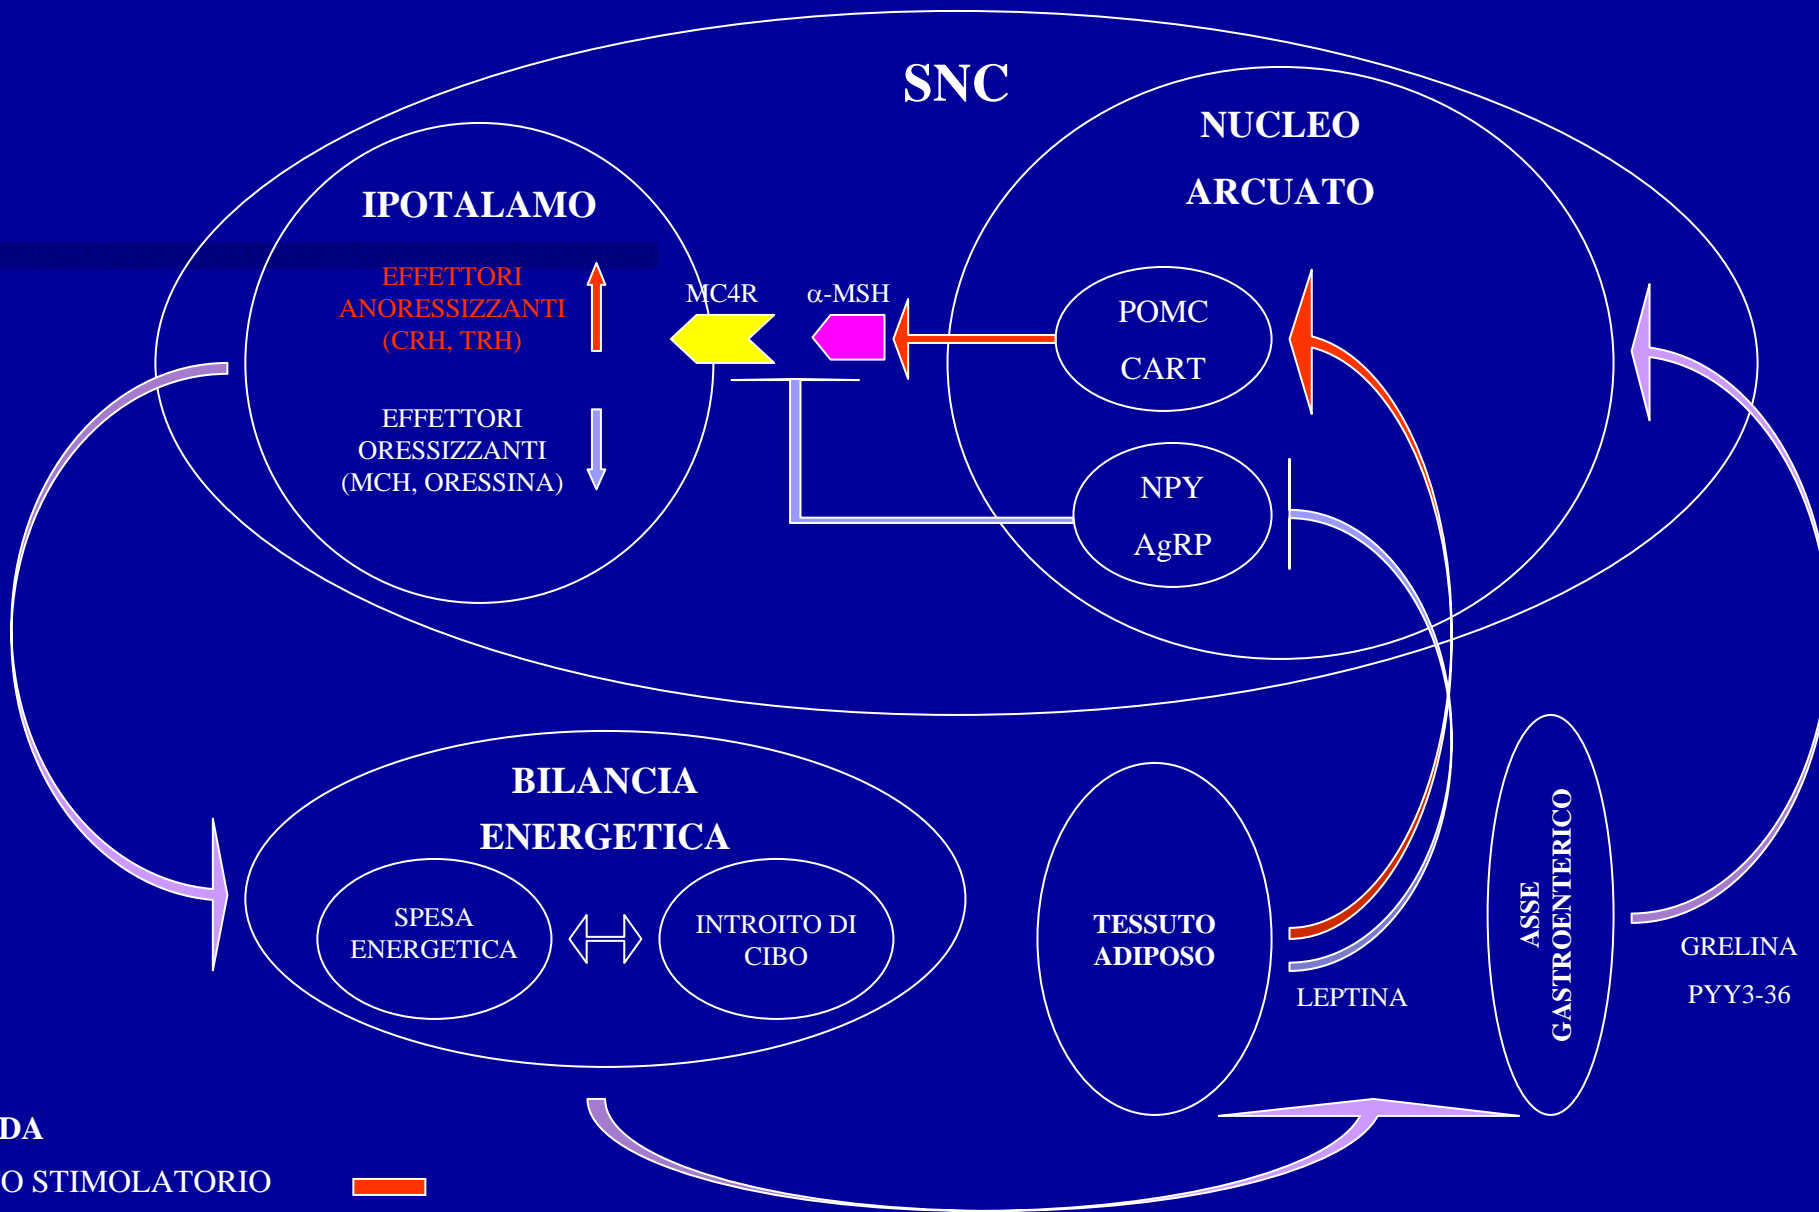 SNC
NUCLEO
ARCUATO
IPOTALAMO
EFFETTORI
ANORESSIZZANTI
(CRH, TRH)
MC4R
α-MSH
POMC
CART
EFFETTORI
ORESSIZZANTI
(MCH, ORESSINA)
NPY
AgRP
BILANCIA
ENERGETICA
SPESA
ENERGETICA
INTROITO DI
CIBO
TESSUTO
ADIPOSO
LEPTINA
ASSE
GASTROENTERICO
GRELINA
PYY3-36
DA
O STIMOLATORIO